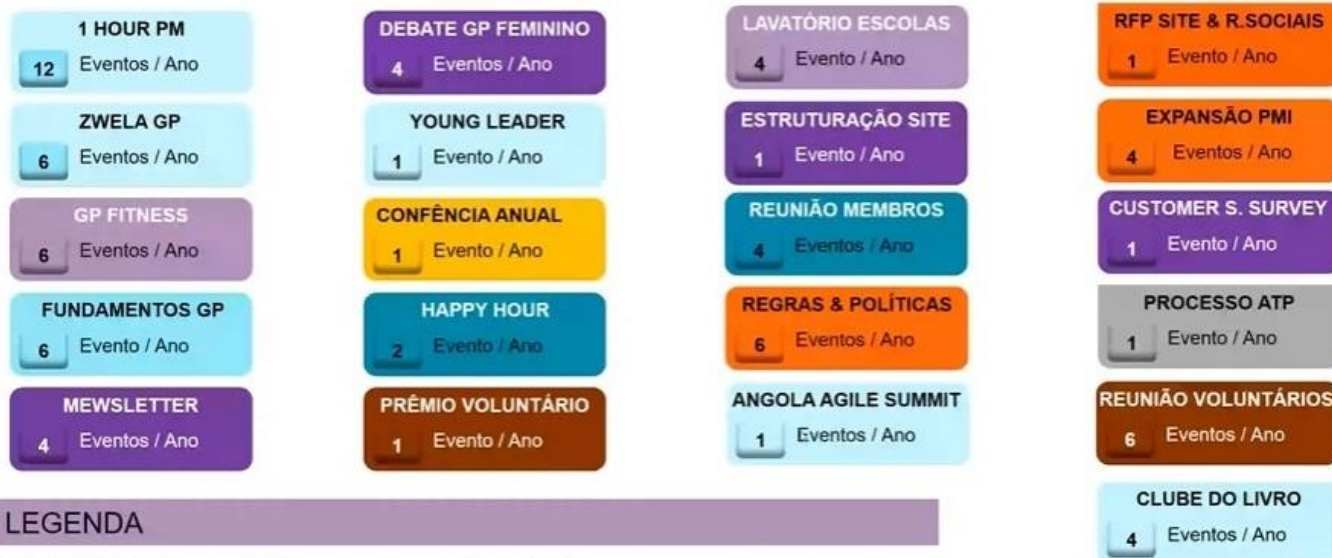 1 HOUR PM
12 Eventos / Ano
ZWELA GP
6 Eventos / Ano
GP FITNESS
6 Eventos / Ano
FUNDAMENTOS GP
6 Evento / Ano
MEWSLETTER
4 Eventos / Ano
DEBATE GP FEMININO
4 Eventos / Ano
YOUNG LEADER
1 Evento / Ano
CONFÊNCIA ANUAL
1 Evento / Ano
HAPPY HOUR
2 Evento / Ano
PRÊMIO VOLUNTÁRIO
1 Evento / Ano
LAVATÓRIO ESCOLAS
4 Evento / Ano
ESTRUTURAÇÃO SITE
1 Evento / Ano
REUNIÃO MEMBROS
4 Eventos / Ano
REGRAS & POLÍTICAS
6 Eventos / Ano
ANGOLA AGILE SUMMIT
1 Eventos / Ano
RFP SITE & R.SOCIAIS
1 Evento / Ano
EXPANSÃO PMI
4 Eventos / Ano
CUSTOMER S. SURVEY
1 Evento / Ano
PROCESSO ATP
1 Evento / Ano
REUNIÃO VOLUNTÁRIOS
6 Eventos / Ano
CLUBE DO LIVRO
4 Eventos / Ano
LEGENDA